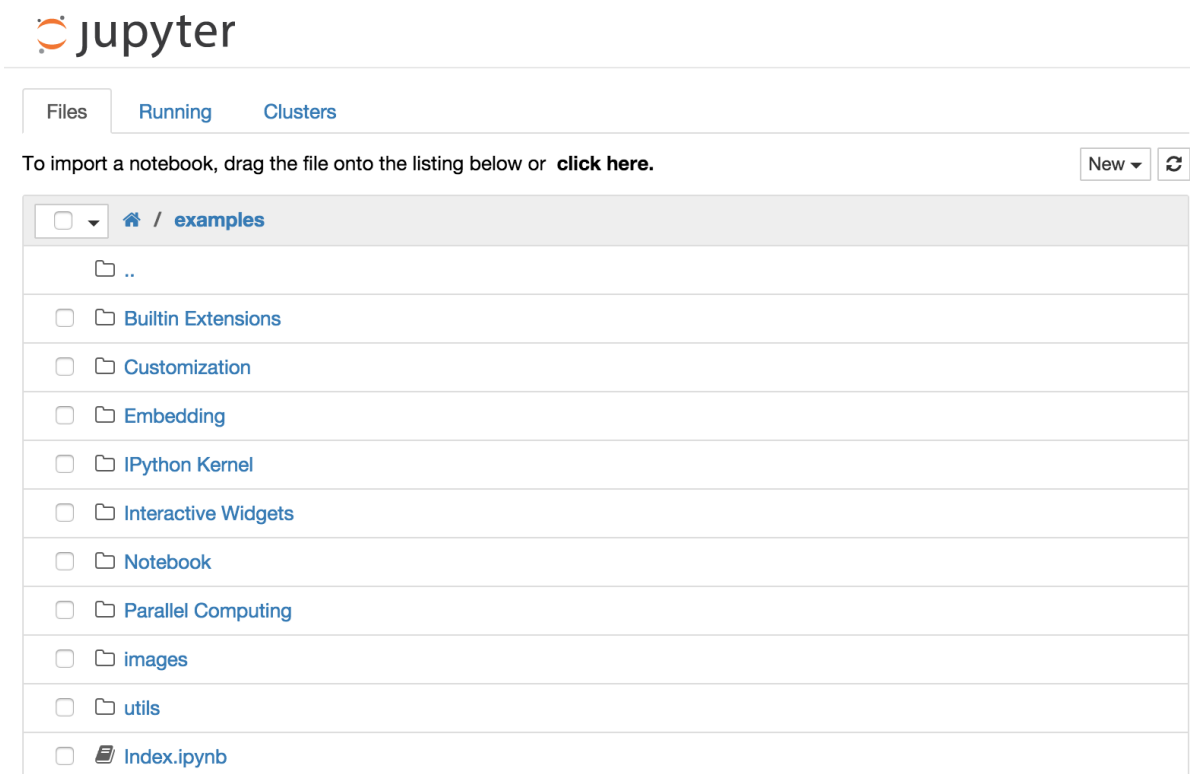 jupyter
Files Running Clusters
To import a notebook, drag the file onto the listing below or click here. New
/ examples
..
Builtin Extensions
Customization
Embedding
IPython Kernel
Interactive Widgets
Notebook
Parallel Computing
images
utils
Index.ipynb